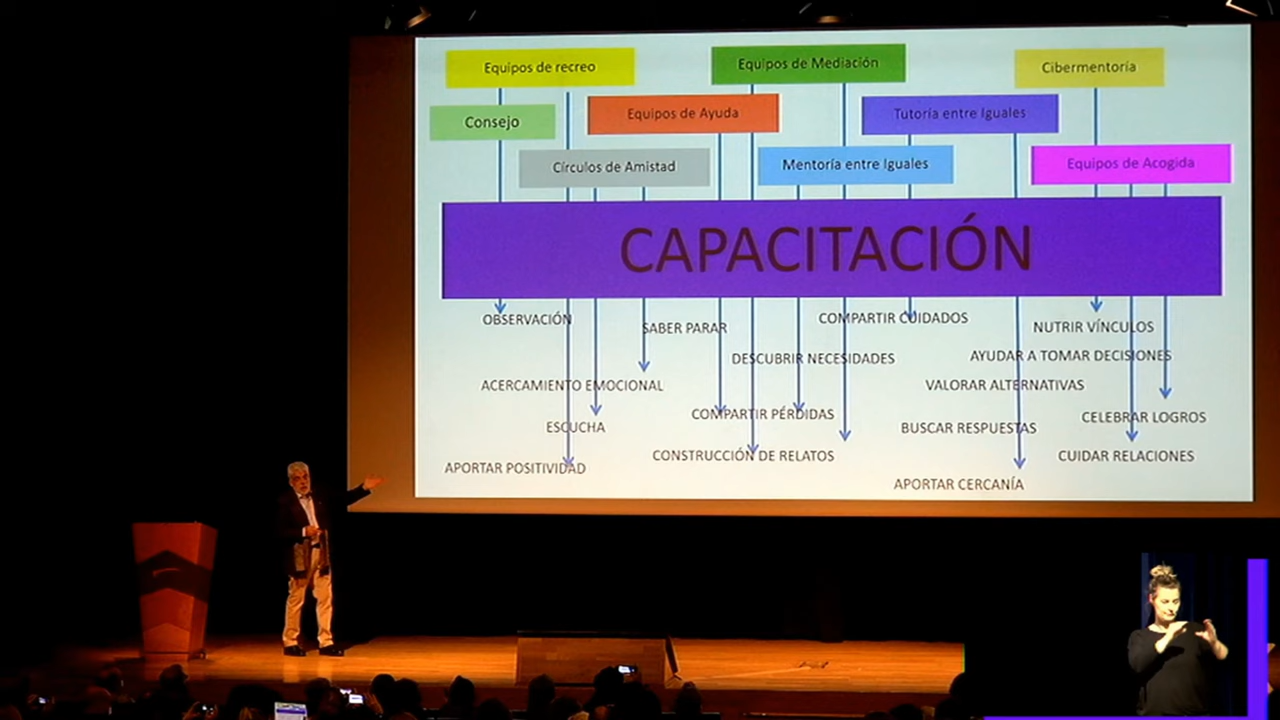 Equipos de recreo
Equipos de Mediación
Cibermentoría
Consejo
Equipos de Ayuda
Tutoría entre Iguales
Círculos de Amistad
Mentoría entre Iguales
Equipos de Acogida
CAPACITACIÓN
OBSERVACIÓN
SABER PARAR
COMPARTIR CUIDADOS
NUTRIR VÍNCULOS
DESCUBRIR NECESIDADES
AYUDAR A TOMAR DECISIONES
ACERCAMIENTO EMOCIONAL
VALORAR ALTERNATIVAS
COMPARTIR PÉRDIDAS
CELEBRAR LOGROS
ESCUCHA
BUSCAR RESPUESTAS
CONSTRUCCIÓN DE RELATOS
CUIDAR RELACIONES
APORTAR POSITIVIDAD
APORTAR CERCANÍA